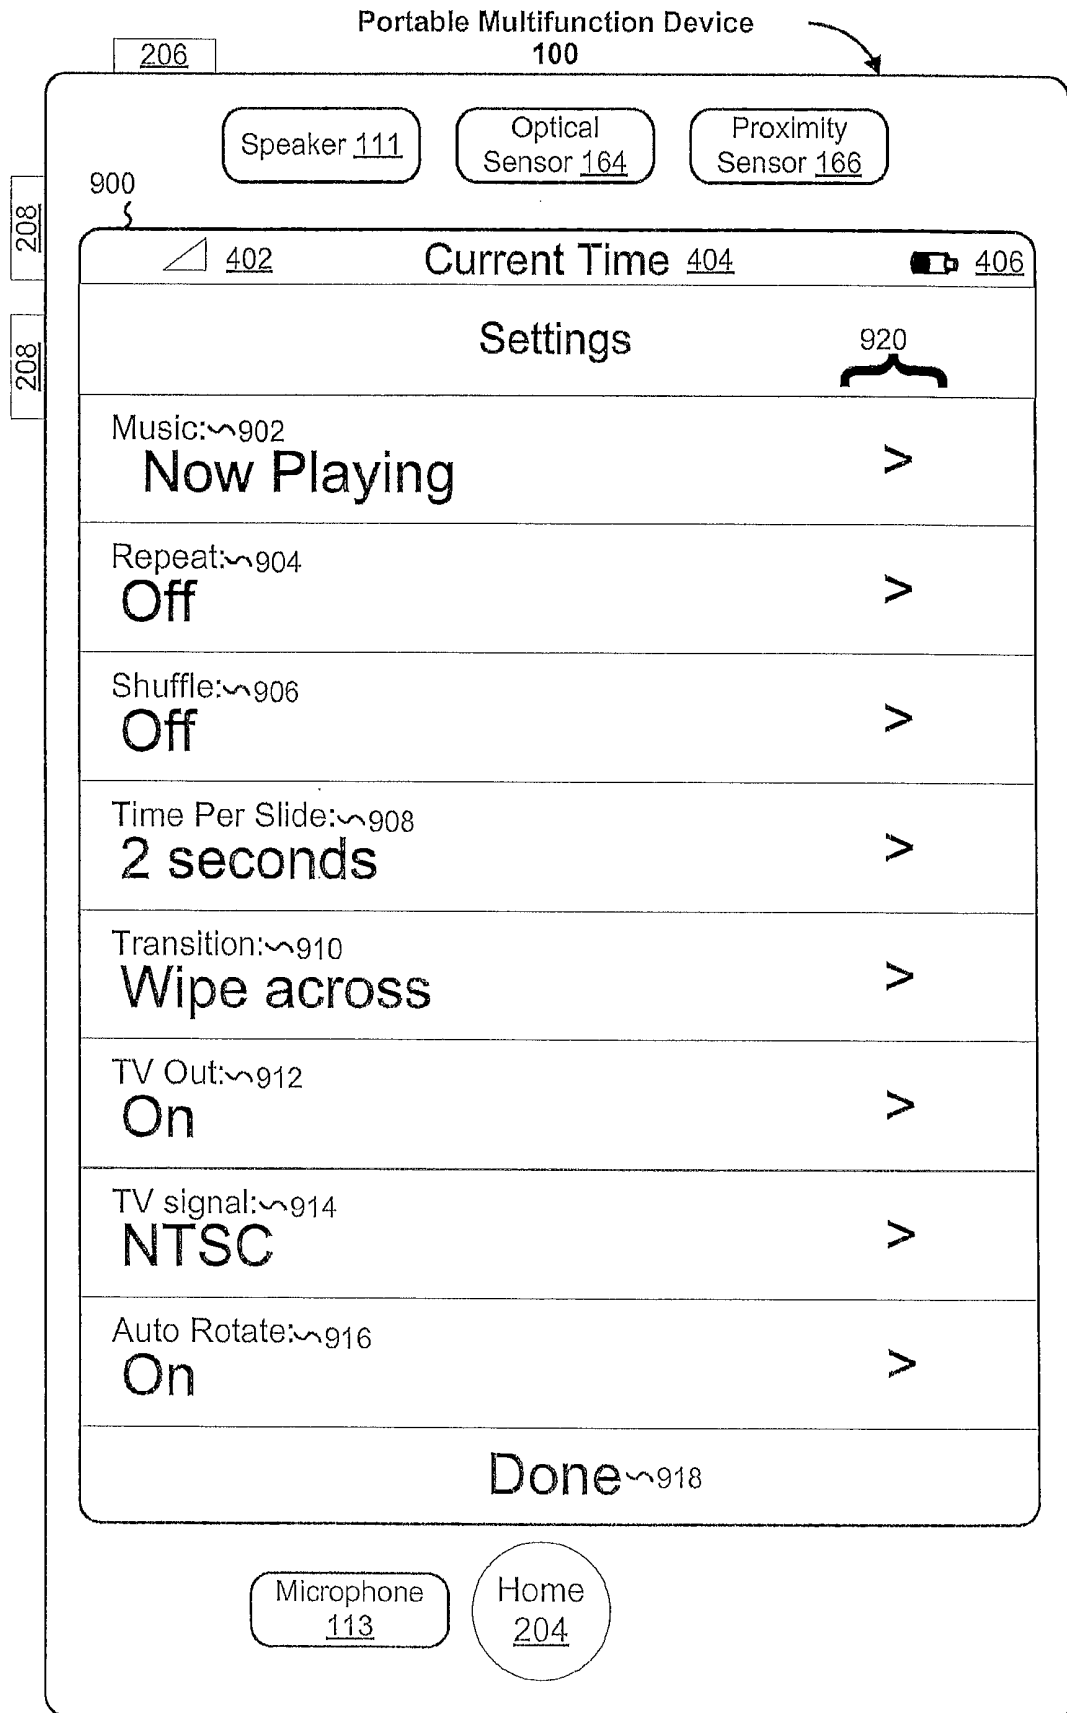 Portable Multifunction Device
100
206
Speaker 111
Optical
Sensor 164
Proximity
Sensor 166
900
208
208
402
Current Time 404
406
Settings
920
Music: 902
Now Playing
>
Repeat: 904
Off
>
Shuffle: 906
Off
>
Time Per Slide: 908
2 seconds
>
Transition: 910
Wipe across
>
TV Out: 912
On
>
TV signal: 914
NTSC
>
Auto Rotate: 916
On
>
Done 918
Microphone
113
Home
204